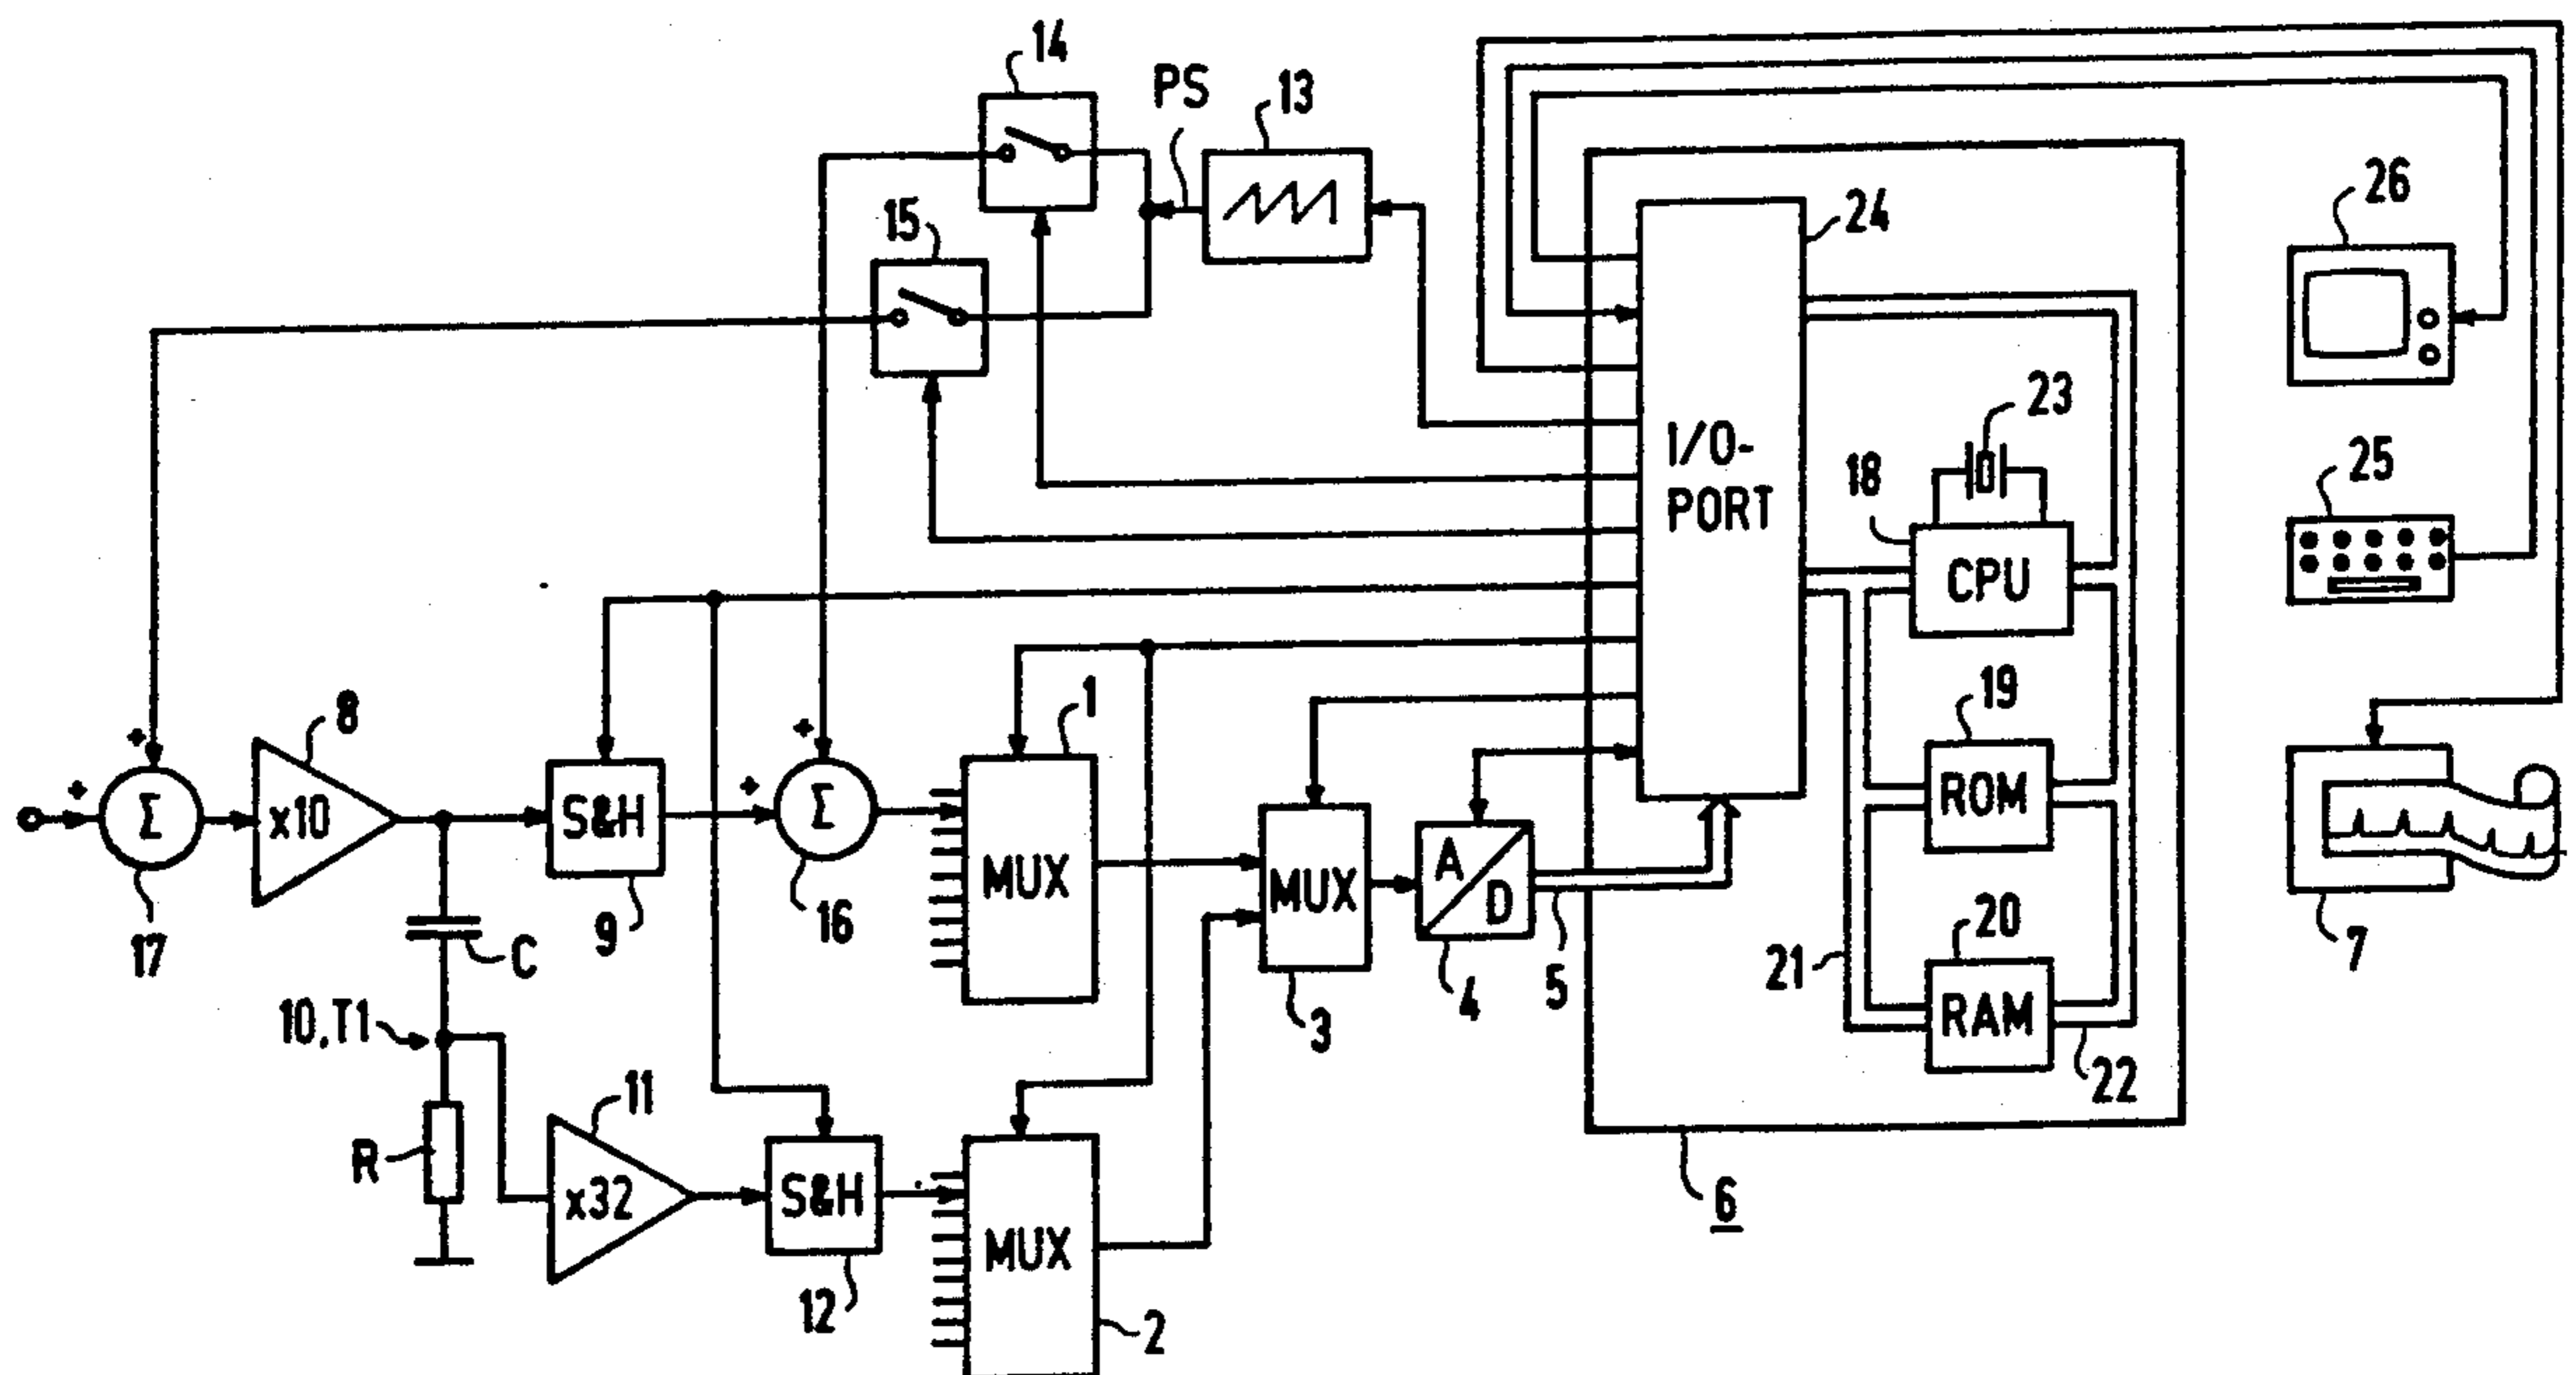 14
PS
13
15
26
24
I/O-
PORT
23
25
18
CPU
+
8
1
19
+
+
x10
Σ
S&H
+
Σ
MUX
MUX
A
D
ROM
17
9
16
C
3
4
5
21
20
RAM
7
10,T1
22
R
11
x32
S&H
MUX
6
12
2